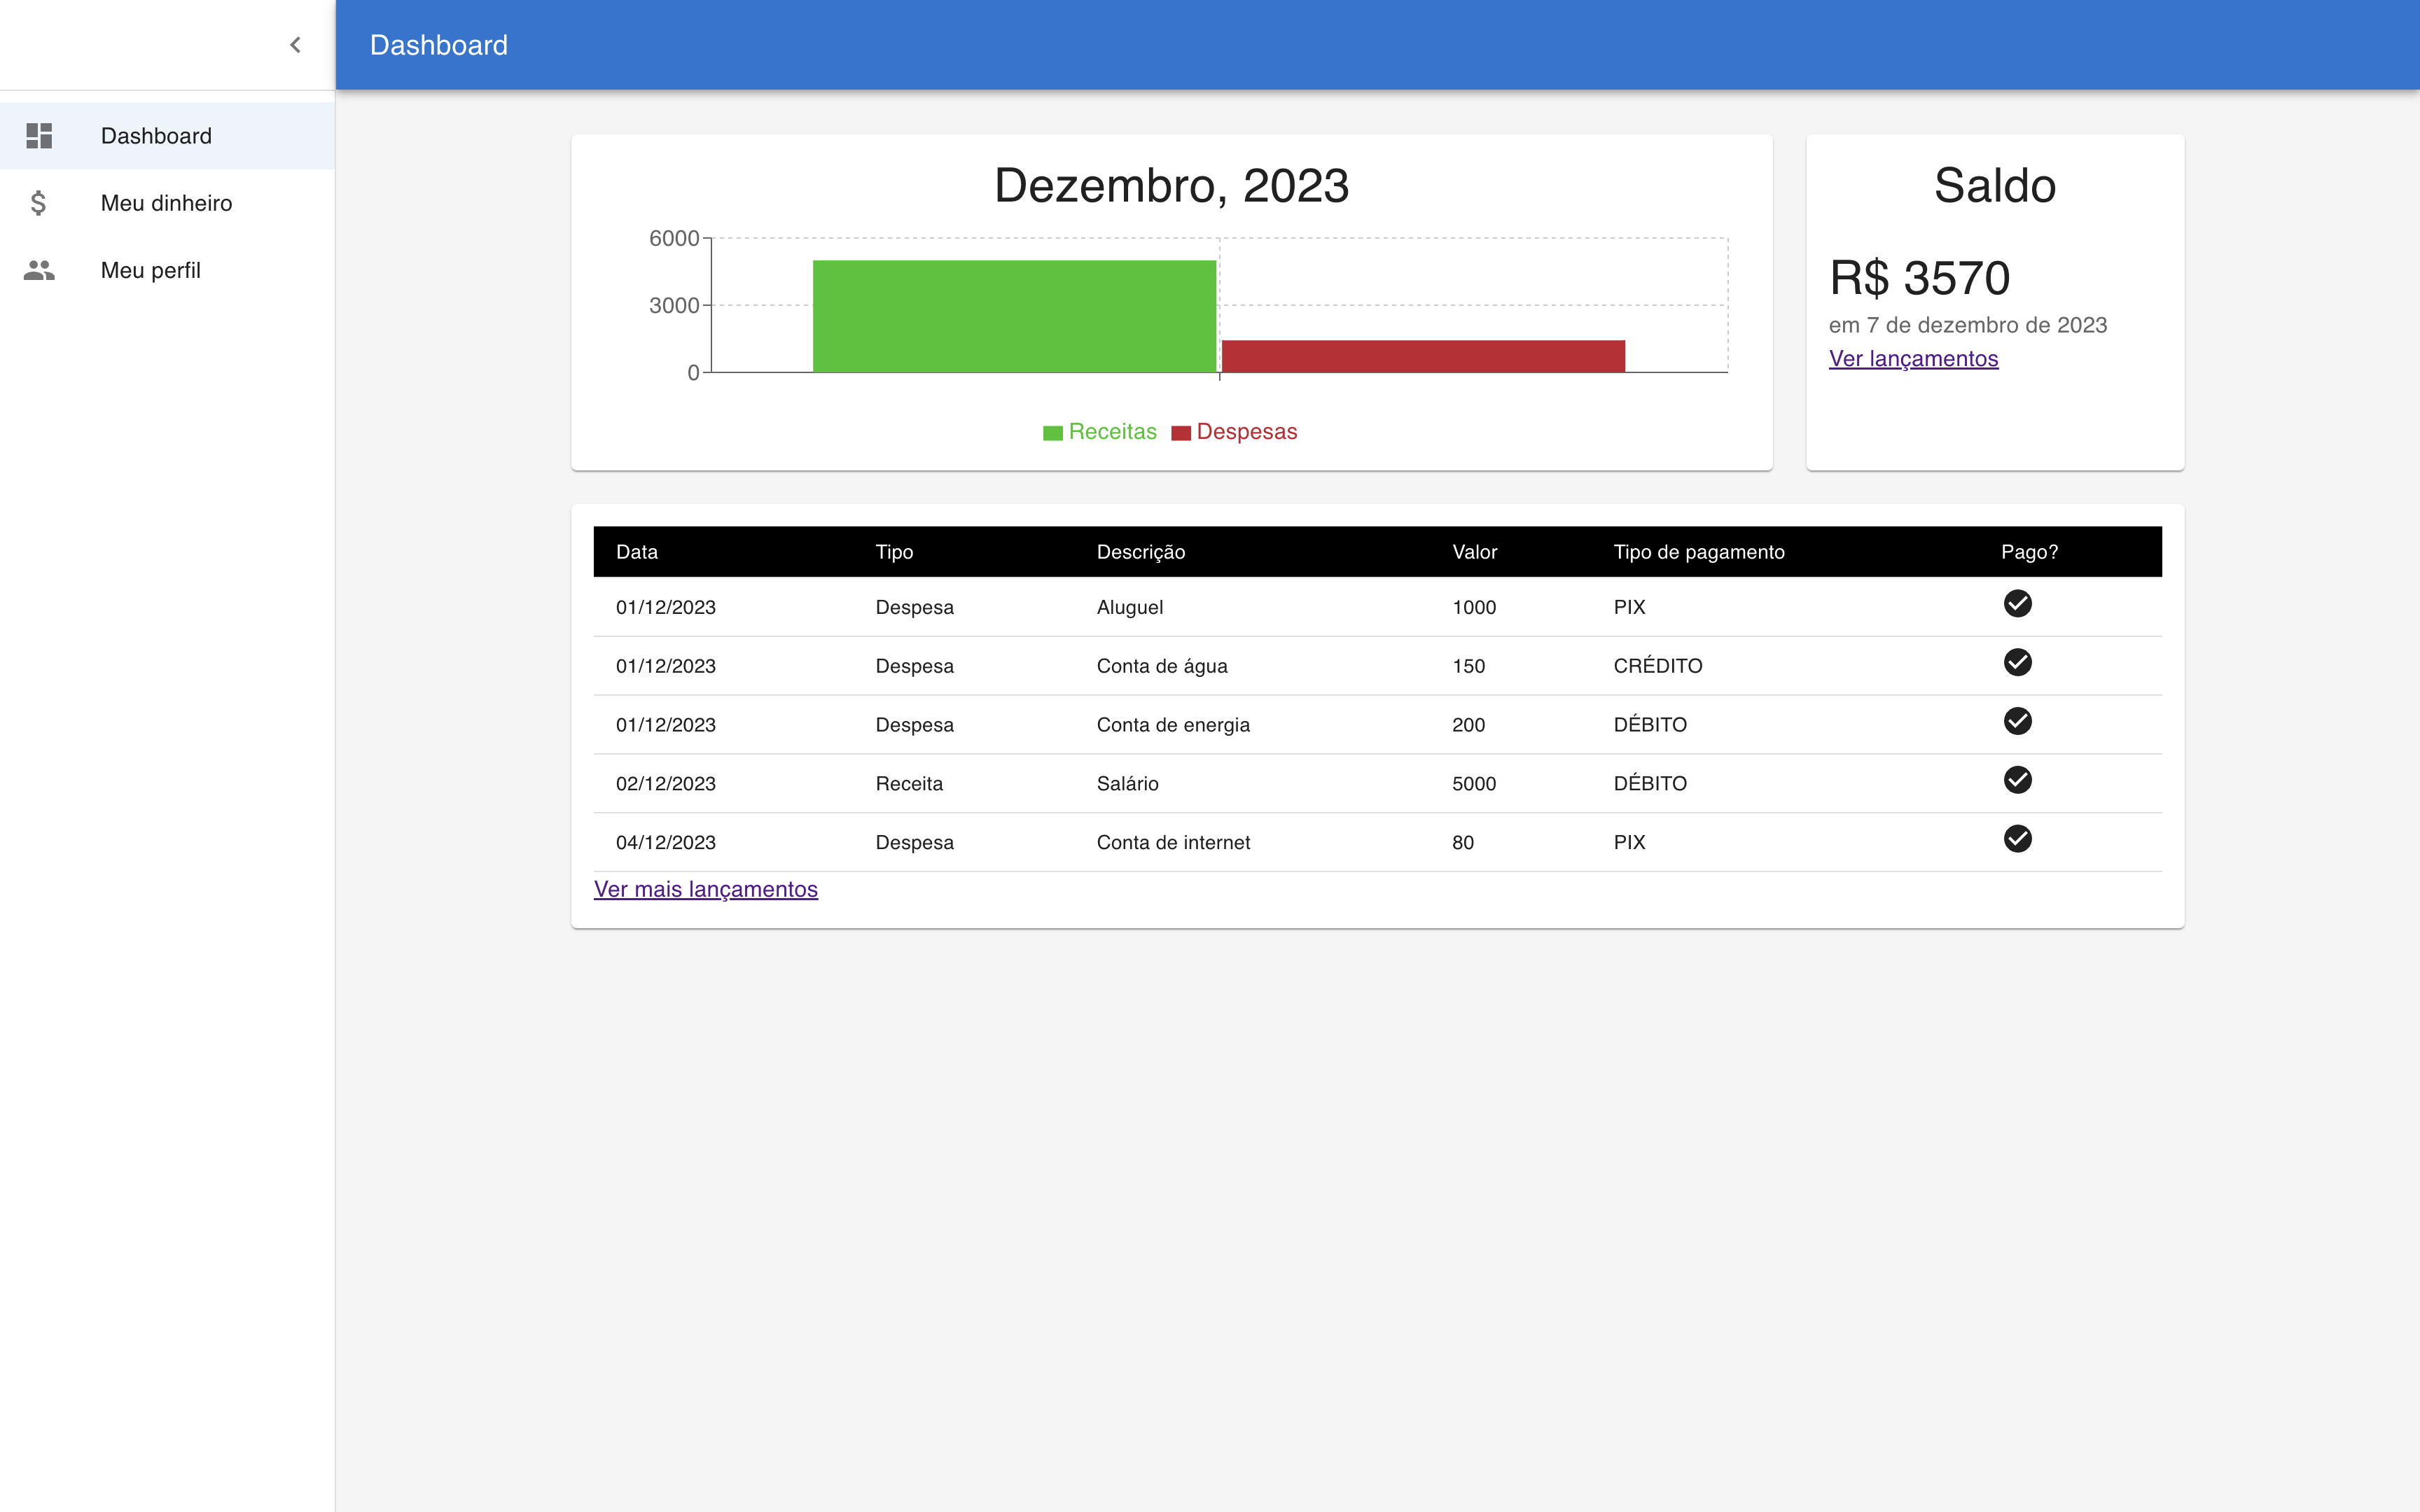 Dashboard
Dashboard
Meu dinheiro
Meu perfil
Dezembro, 2023
6000
3000
0
Receitas Despesas
Saldo
R$ 3570
em 7 de dezembro de 2023
Ver lançamentos
Data Tipo Descrição Valor Tipo de pagamento Pago?
01/12/2023 Despesa Aluguel 1000 PIX
01/12/2023 Despesa Conta de água 150 CRÉDITO
01/12/2023 Despesa Conta de energia 200 DÉBITO
02/12/2023 Receita Salário 5000 DÉBITO
04/12/2023 Despesa Conta de internet 80 PIX
Ver mais lançamentos